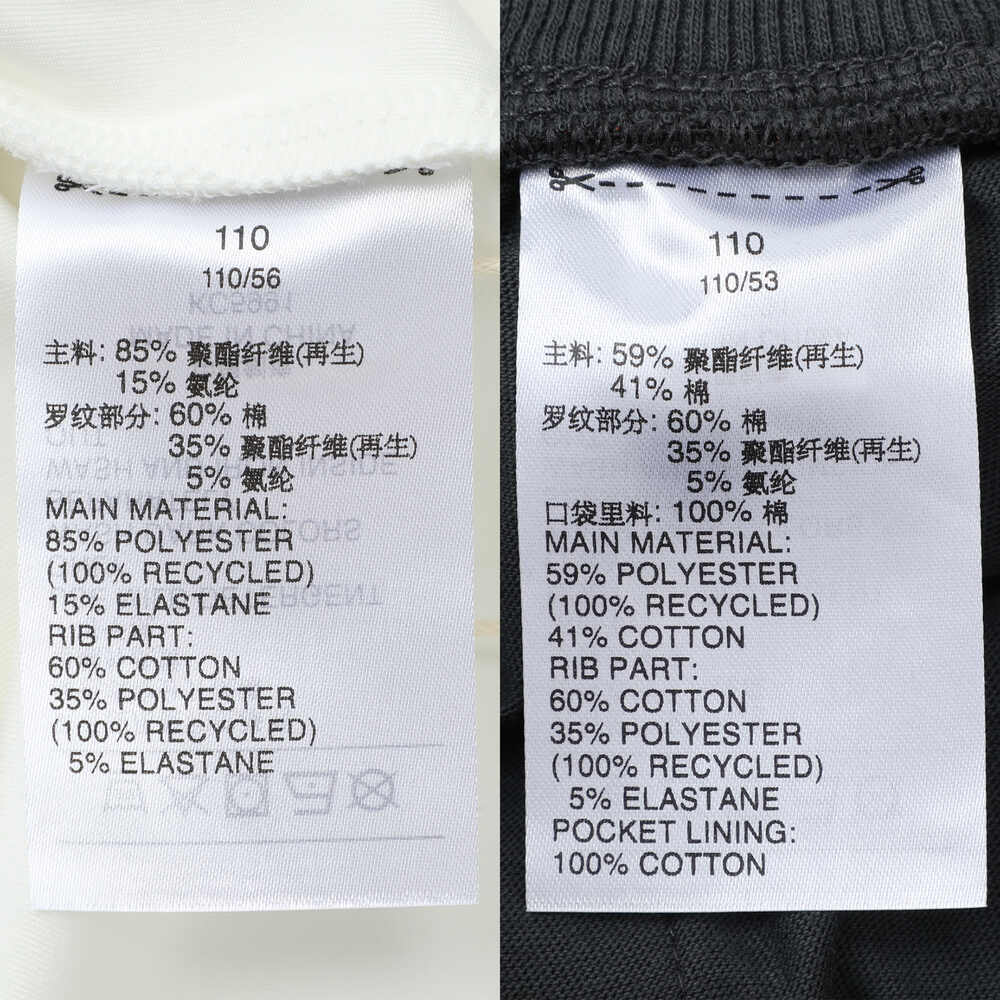 110
110/56
主料: 85% 聚酯纤维(再生)
15% 氨纶
罗纹部分: 60% 棉
35% 聚酯纤维(再生)
5% 氨纶
MAIN MATERIAL:
85% POLYESTER
(100% RECYCLED)
15% ELASTANE
RIB PART:
60% COTTON
35% POLYESTER
(100% RECYCLED)
5% ELASTANE
KC5991
MADE IN CHINA
110
110/53
主料: 59% 聚酯纤维(再生)
41% 棉
罗纹部分: 60% 棉
35% 聚酯纤维(再生)
5% 氨纶
口袋里料: 100% 棉
MAIN MATERIAL:
59% POLYESTER
(100% RECYCLED)
41% COTTON
RIB PART:
60% COTTON
35% POLYESTER
(100% RECYCLED)
5% ELASTANE
POCKET LINING:
100% COTTON